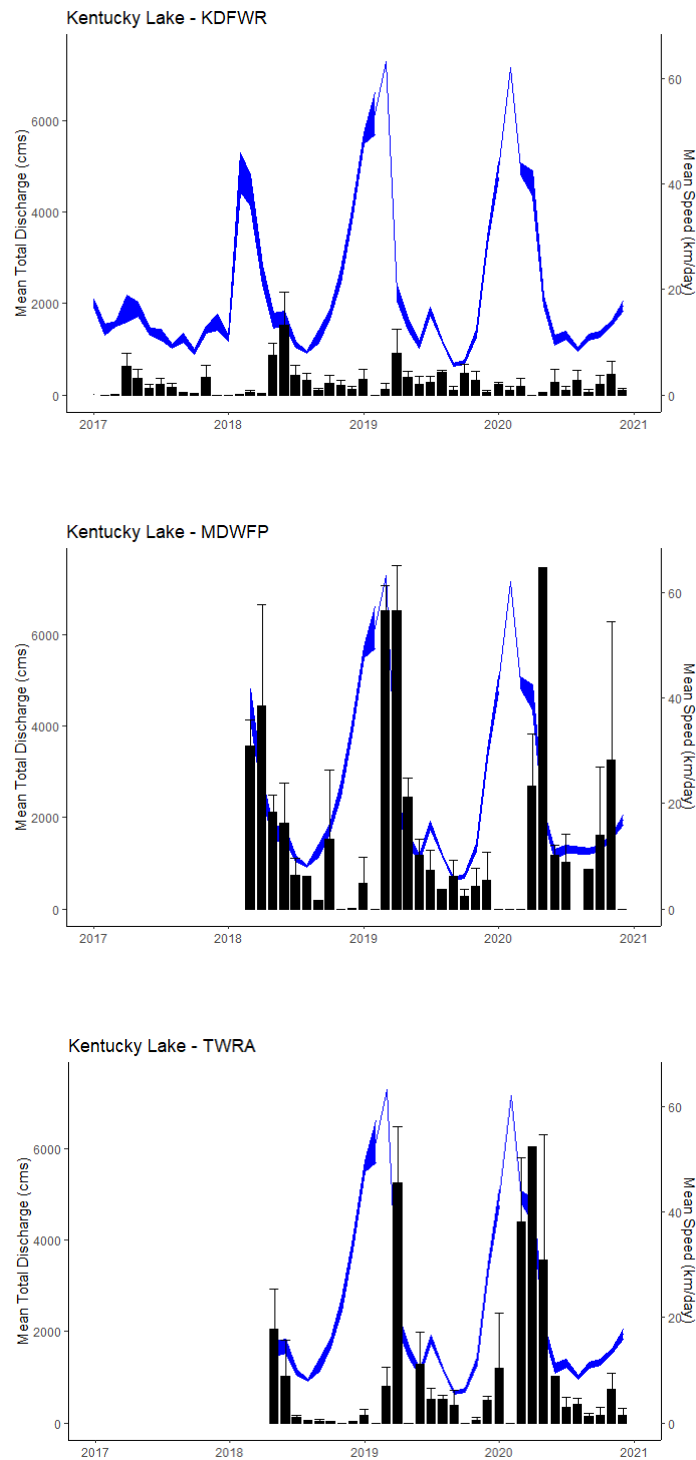 Kentucky Lake - KDFWR
Mean Total Discharge (cms)
6000
4000
2000
0
60
40
20
0
Mean Speed (km/day)
2017 2018 2019 2020 2021
Kentucky Lake - MDWFP
Mean Total Discharge (cms)
6000
4000
2000
0
60
40
20
0
Mean Speed (km/day)
2017 2018 2019 2020 2021
Kentucky Lake - TWRA
Mean Total Discharge (cms)
6000
4000
2000
0
60
40
20
0
Mean Speed (km/day)
2017 2018 2019 2020 2021